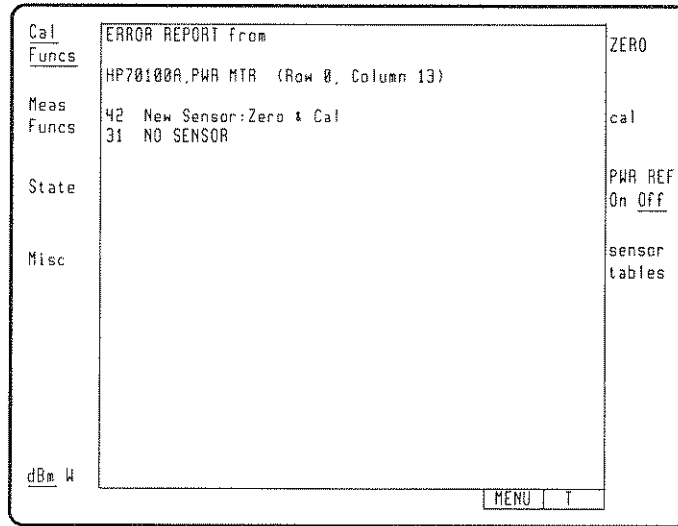 Cal
Funcs
Meas
Funcs
State
Misc
dBm W
ERROR REPORT from
HP70100A,PWR MTR (Row 0, Column 13)
42 New Sensor:Zero & Cal
31 NO SENSOR
ZERO
cal
PWR REF
On Off
sensor
tables
MENU T